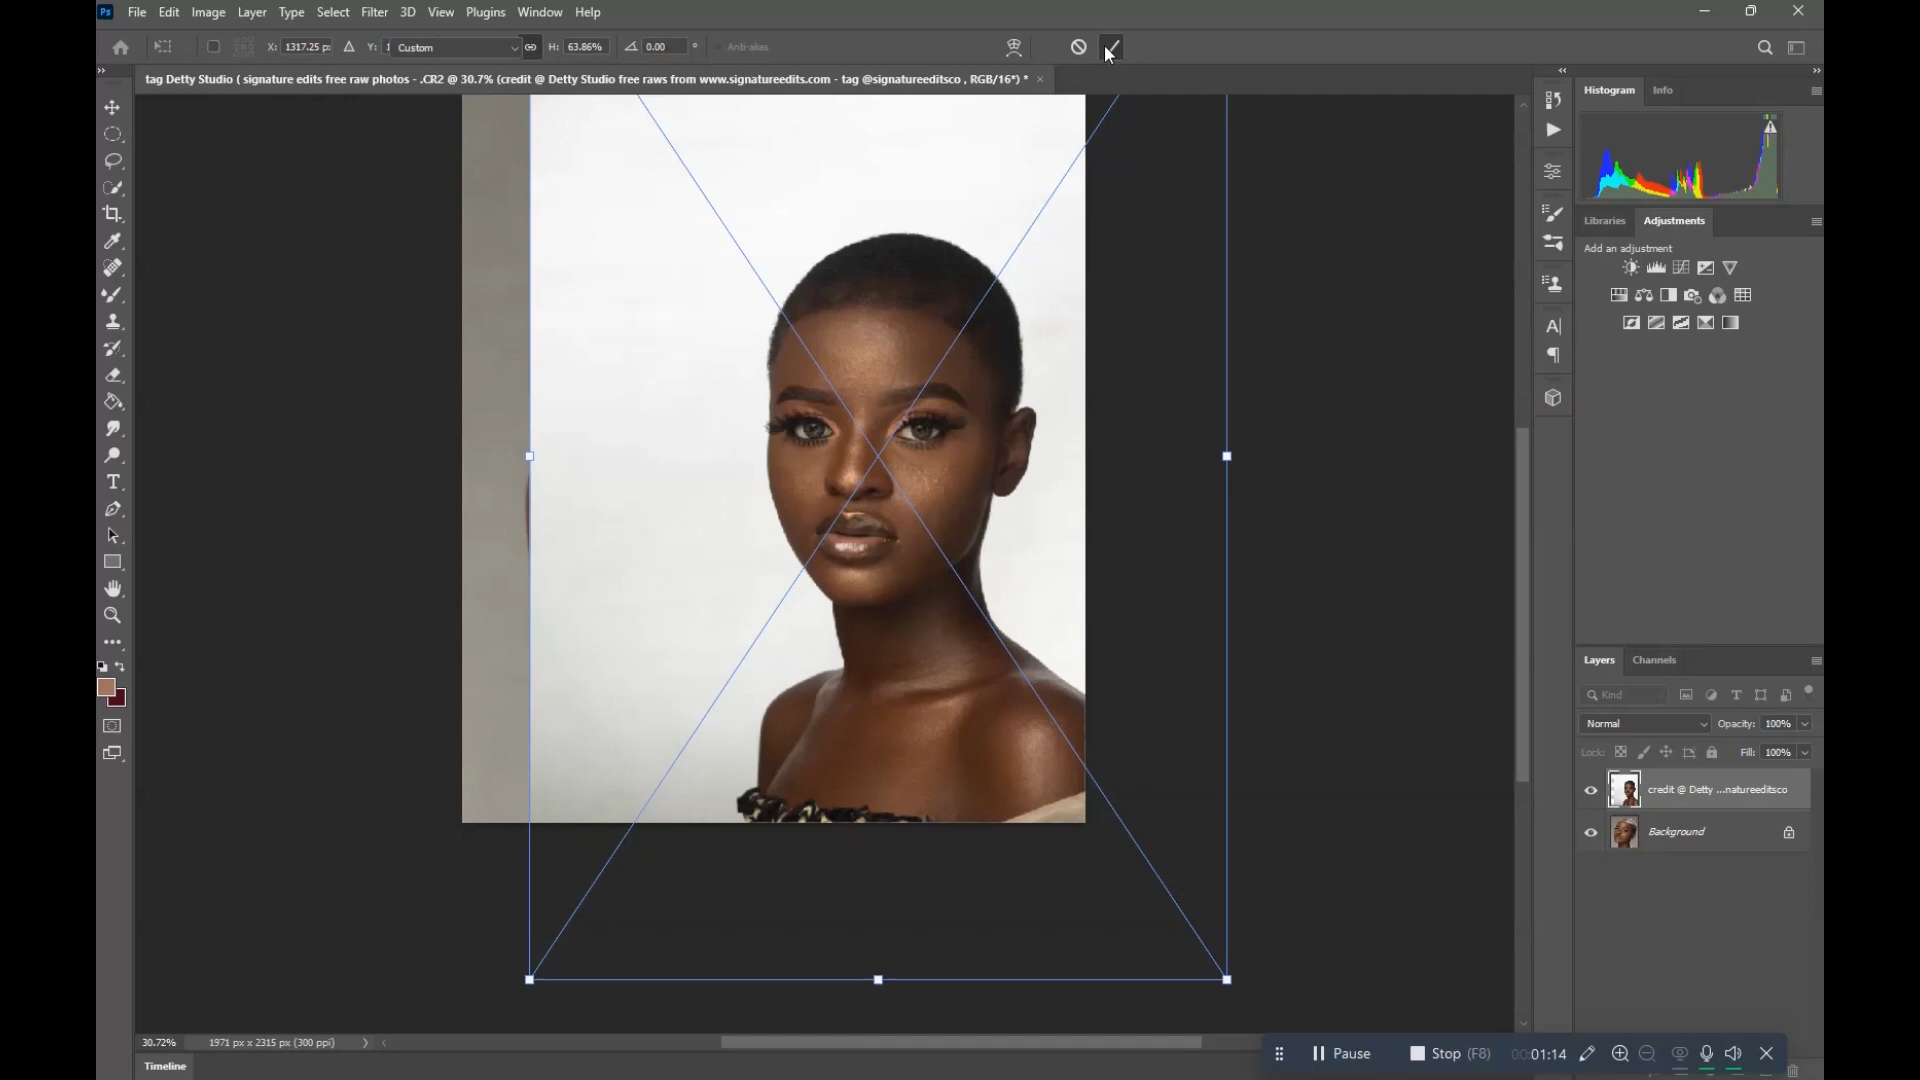 Ps File Edit Image Layer Type Select Filter 3D View Plugins Window Help
X: 1317.25 p: Y: 1 Custom H: 63.86% 0.00 ° Anti-alias
tag Detty Studio ( signature edits free raw photos - .CR2 @ 30.7% (credit @ Detty Studio free raws from www.signatureedits.com - tag @signatureeditsco , RGB/16*) *
Histogram Info
Libraries Adjustments
Add an adjustment
Layers Channels
Kind
Normal Opacity: 100%
Lock: Fill: 100%
credit @ Detty ...natureeditsco
Background
30.72% 1971 px x 2315 px (300 ppi)
Timeline
Pause Stop (F8) 00:01:14